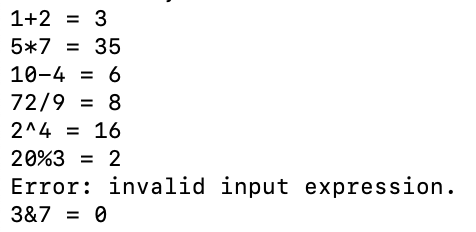 1+2 = 3
5*7 = 35
10-4 = 6
72/9 = 8
2^4 = 16
20%3 = 2
Error: invalid input expression.
3&7 = 0